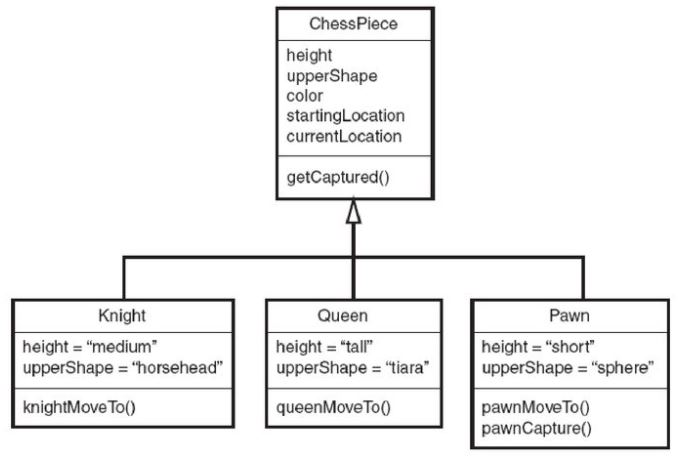 ChessPiece
height
upperShape
color
startingLocation
currentLocation
getCaptured()
Knight
height = “medium”
upperShape = “horsehead”
knightMoveTo()
Queen
height = “tall”
upperShape = “tiara”
queenMoveTo()
Pawn
height = “short”
upperShape = “sphere”
pawnMoveTo()
pawnCapture()